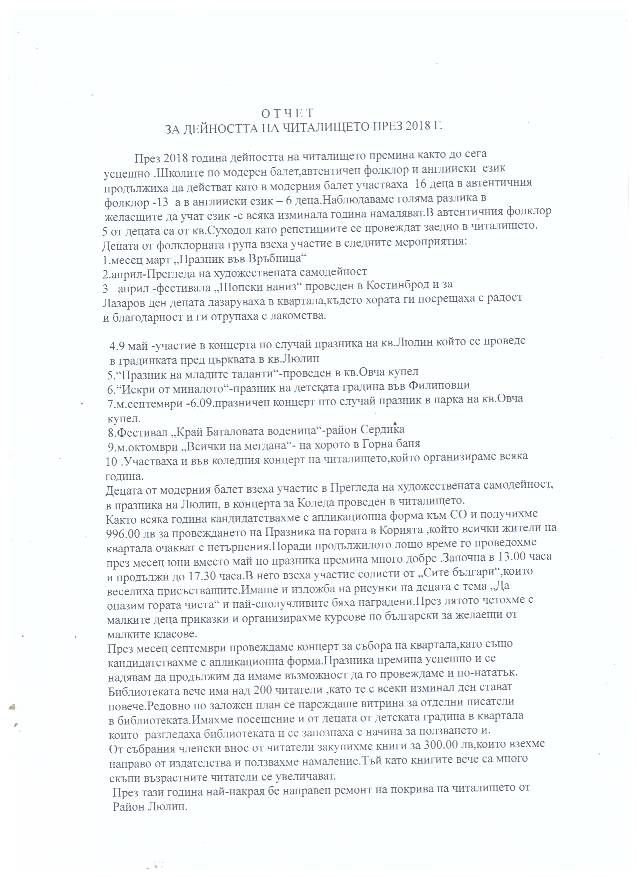 О Т Ч Е Т
ЗА ДЕЙНОСТТА НА ЧИТАЛИЩЕТО ПРЕЗ 2018 Г.
През 2018 година дейността на читалището премина както до сега
успешно .Школите по модерен балет,автентичен фолклор и английски език
продължиха да действат като в модерния балет участваха 16 деца в автентичния
фолклор -13 а в английски език – 6 деца.Наблюдаваме голяма разлика в
желаещите да учат език -с всяка изминала година намаляват.В автентичния фолклор
5 от децата са от кв.Суходол като репетициите се провеждат заедно в читалището.
Децата от фолклорната група взеха участие в следните мероприятия:
1.месец март „Празник във Връбница“
2.април-Прегледа на художествената самодейност
3 април -фестивала „Шопски наниз“ проведен в Костинброд и за
Лазаров ден децата лазаруваха в квартала,където хората ги посрещаха с радост
и благодарност и ги отрупаха с лакомства.
4.9 май -участие в концерта по случай празника на кв.Люлин който се проведе
в градинката пред църквата в кв.Люлин
5.“Празник на младите таланти“-проведен в кв.Овча купел
6.“Искри от миналото“-празник на детската градина във Филиповци
7.м.септември -6.09.празничен концерт пто случай празник в парка на кв.Овча
купел.
8.Фестивал „Край Баталовата воденица“-район Сердика
9.м.октомври „Всички на мегдана“- на хорото в Горна баня
10 .Участваха и във коледния концерт на читалището,който организираме всяка
година.
Децата от модерния балет взеха участие в Прегледа на художествената самодейност,
в празника на Люлин, в концерта за Коледа проведен в читалището.
Както всяка година кандидатствахме с апликационна форма към СО и получихме
996.00 лв за провеждането на Празника на гората в Корията ,който всички жители на
квартала очакват с нетърпения.Поради продължилото лошо време го проведохме
през месец юни вместо май но празника премина много добре .Започна в 13.00 часа
и продължи до 17.30 часа.В него взеха участие солисти от „Сите българи“,които
веселиха присъстващите.Имаше и изложба на рисунки на децата с тема „Да
опазим гората чиста“ и най-сполучливите бяха наградени.През лятото четохме с
малките деца приказки и организирахме курсове по български за желаещи от
малките класове.
През месец септември провеждаме концерт за събора на квартала,като също
кандидатствахме с апликационна форма.Празника премина успешно и се
надявам да продължим да имаме възможност да го провеждаме и по-нататък.
Библиотеката вече има над 200 читатели ,като те с всеки изминал ден стават
повече.Редовно по заложен план се нареждаше витрина за отделни писатели
в библиотеката.Имахме посещение и от децата от детската градина в квартала
които разгледаха библиотеката и се запознаха с начина за ползването и.
От събрания членски внос от читатели закупихме книги за 300.00 лв,които взехме
направо от издателства и ползвахме намаление.Тъй като книгите вече са много
скъпи възрастните читатели се увеличават.
През тази година най-накрая бе направен ремонт на покрива на читалището от
Район Люлин.